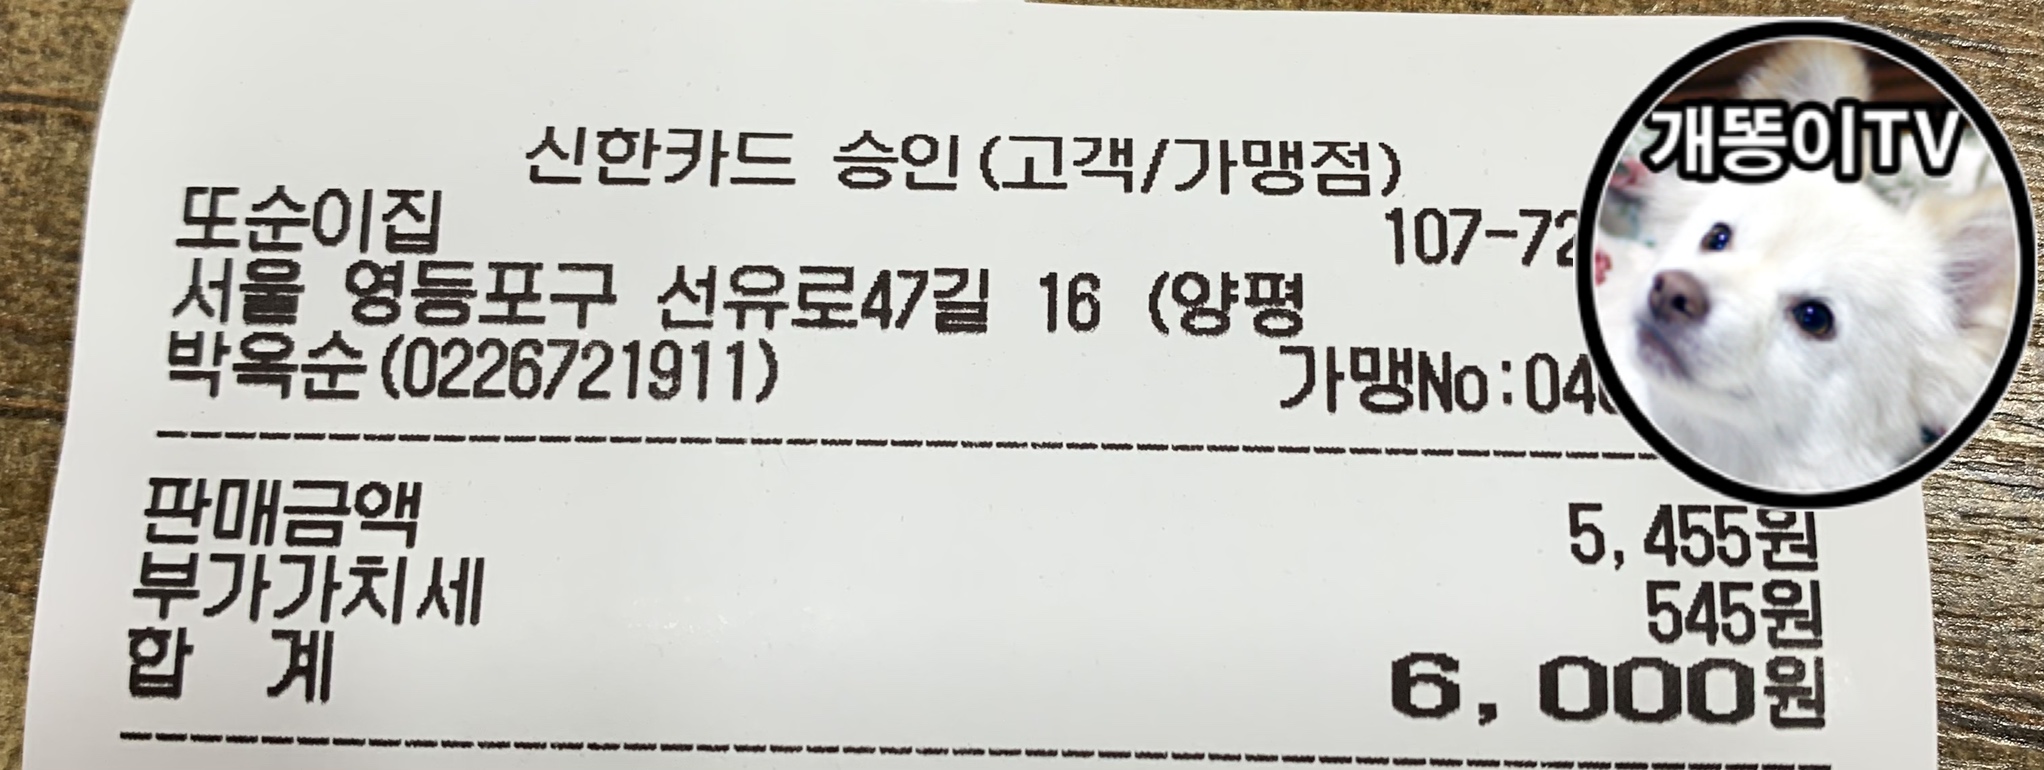 신한카드 승인(고객/가맹점)
또순이집 107-72
서울 영등포구 선유로47길 16 (양평
박옥순(0226721911) 가맹No:04
판매금액 5,455원
부가가치세 545원
합 계 6,000원
개똥이TV